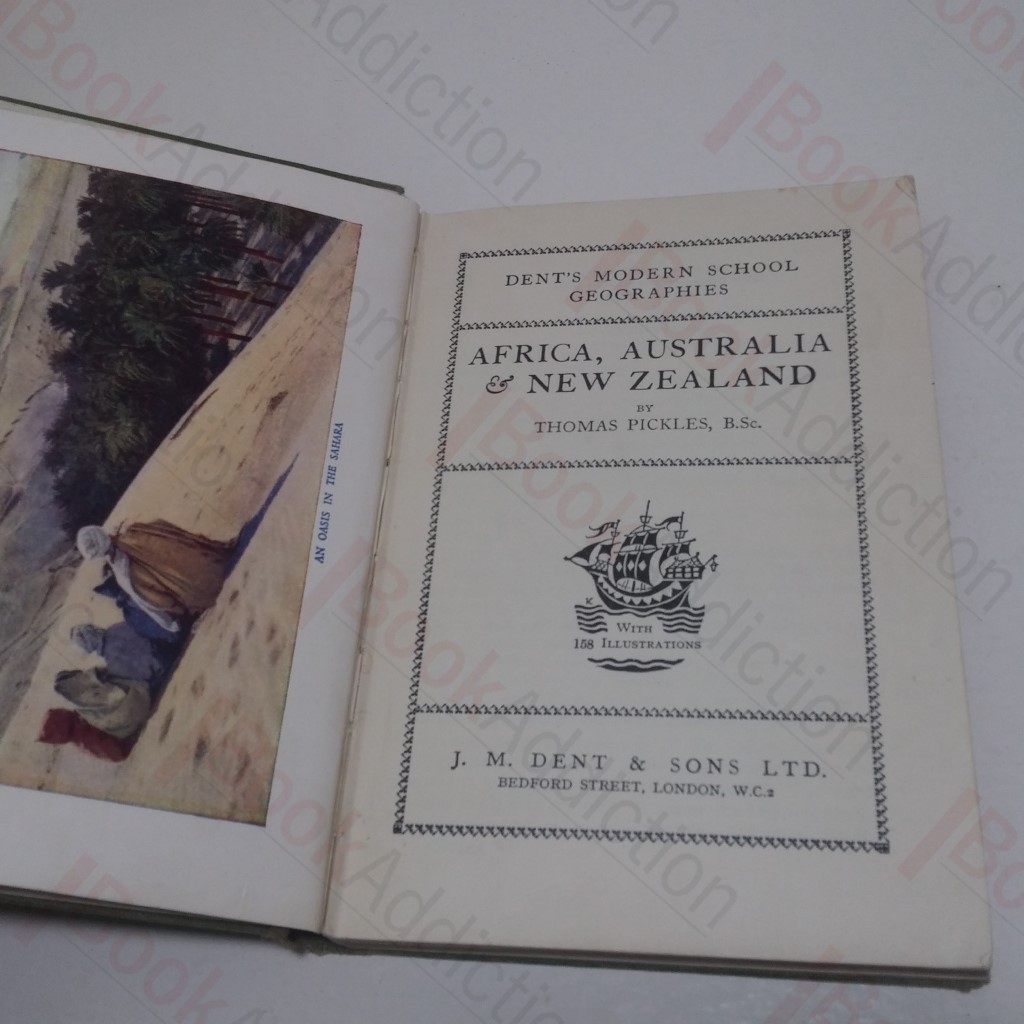 AN OASIS IN THE SAHARA
DENT'S MODERN SCHOOL
GEOGRAPHIES
AFRICA, AUSTRALIA
& NEW ZEALAND
BY
THOMAS PICKLES, B.Sc.
K
WITH
158 ILLUSTRATIONS
J. M. DENT & SONS LTD.
BEDFORD STREET, LONDON, W.C.2
BookAddiction